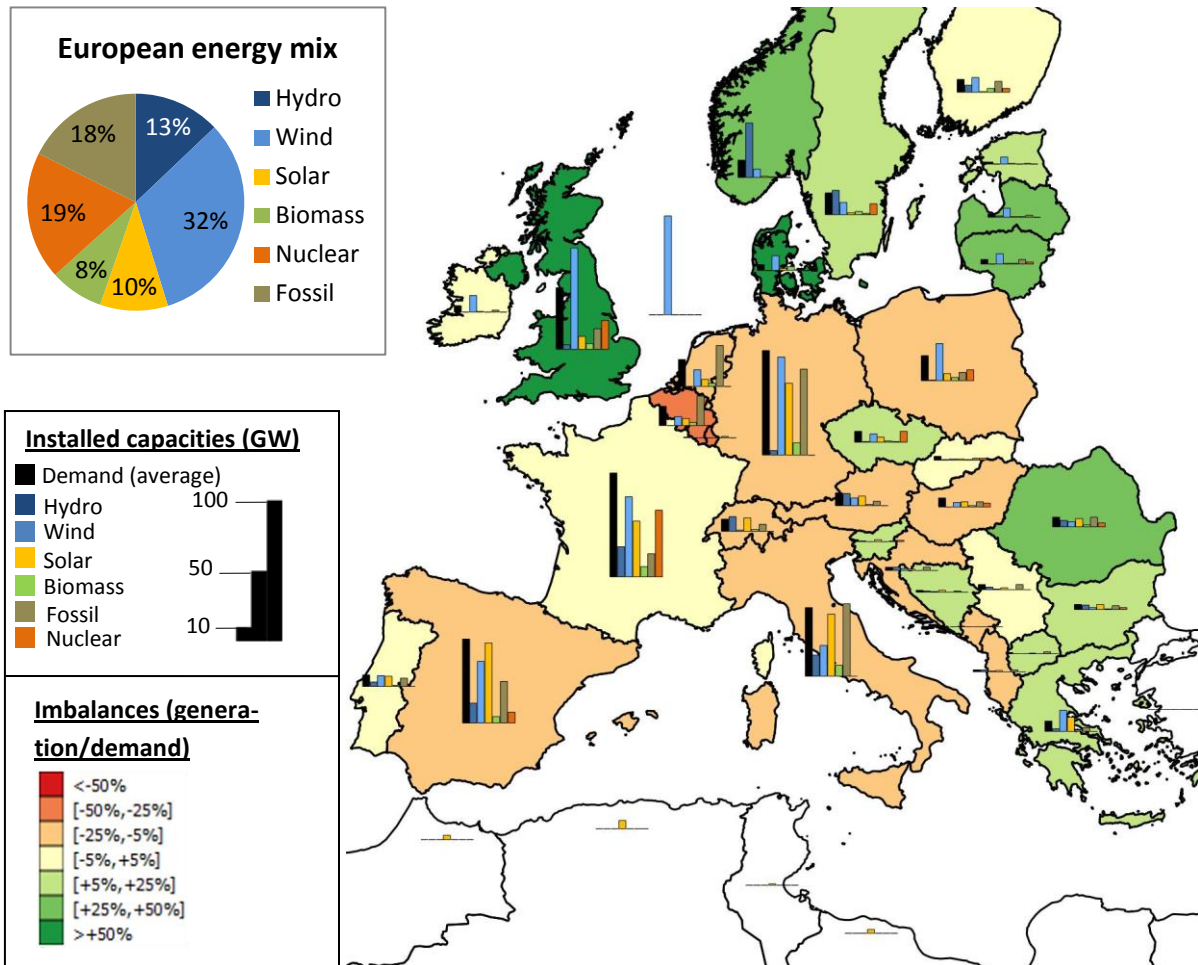 European energy mix
Hydro
Wind
Solar
Biomass
Nuclear
Fossil
13%
32%
10%
8%
19%
18%
Installed capacities (GW)
Demand (average)
Hydro
Wind
Solar
Biomass
Fossil
Nuclear
100
50
10
Imbalances (genera-
tion/demand)
<-50%
[-50%,-25%]
[-25%,-5%]
[-5%,+5%]
[+5%,+25%]
[+25%,+50%]
>+50%